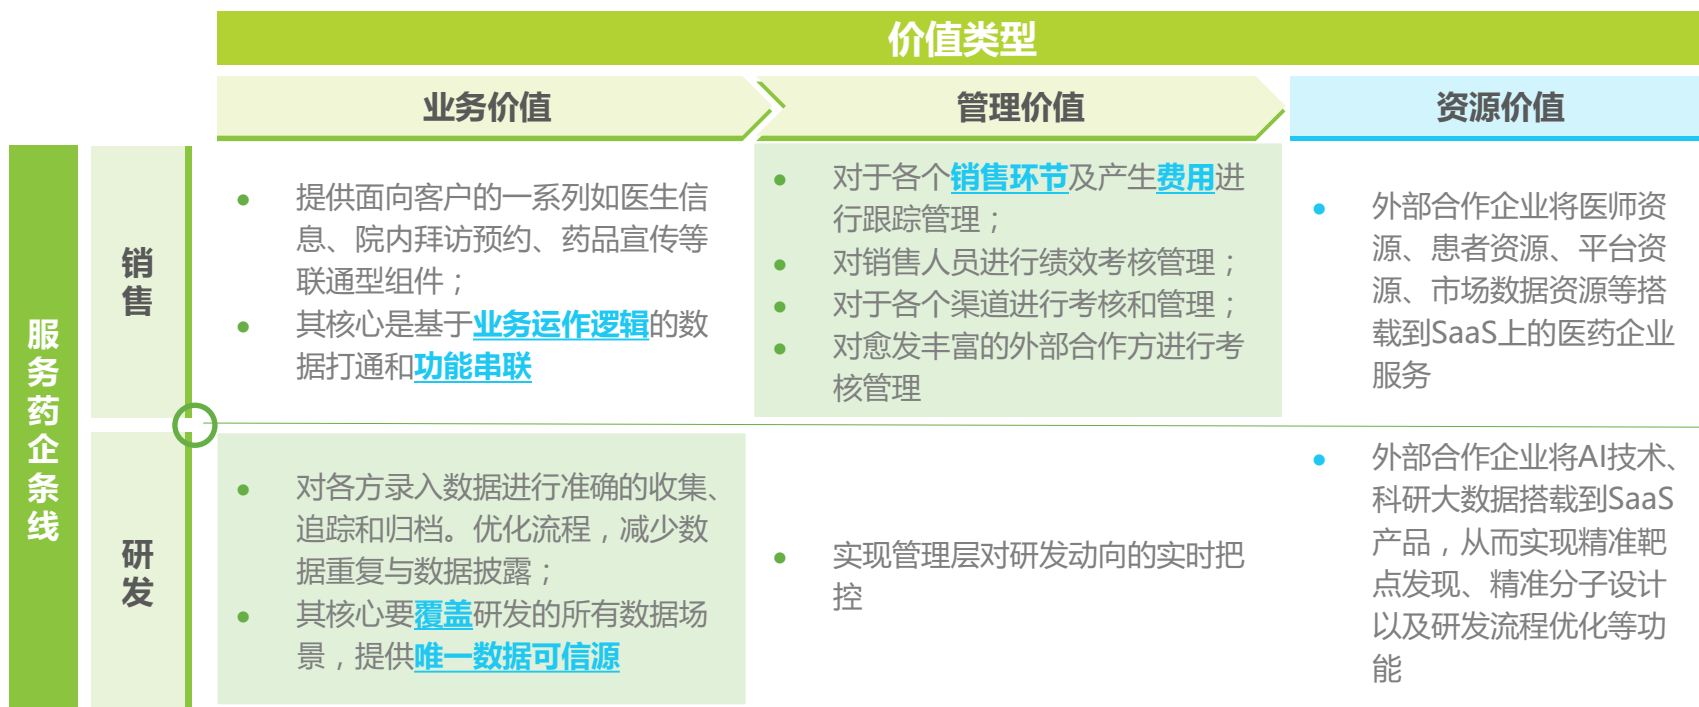 价值类型
业务价值
管理价值
资源价值
服务药企条线
销售
提供面向客户的一系列如医生信
息、院内拜访预约、药品宣传等
联通型组件；
其核心是基于业务运作逻辑的数
据打通和功能串联
对于各个销售环节及产生费用进
行跟踪管理；
对销售人员进行绩效考核管理；
对于各个渠道进行考核和管理；
对愈发丰富的外部合作方进行考
核管理
外部合作企业将医师资
源、患者资源、平台资
源、市场数据资源等搭
载到SaaS上的医药企业
服务
研发
对各方录入数据进行准确的收集、
追踪和归档。优化流程，减少数
据重复与数据披露；
其核心要覆盖研发的所有数据场
景，提供唯一数据可信源
实现管理层对研发动向的实时把
控
外部合作企业将AI技术、
科研大数据搭载到SaaS
产品，从而实现精准靶
点发现、精准分子设计
以及研发流程优化等功
能